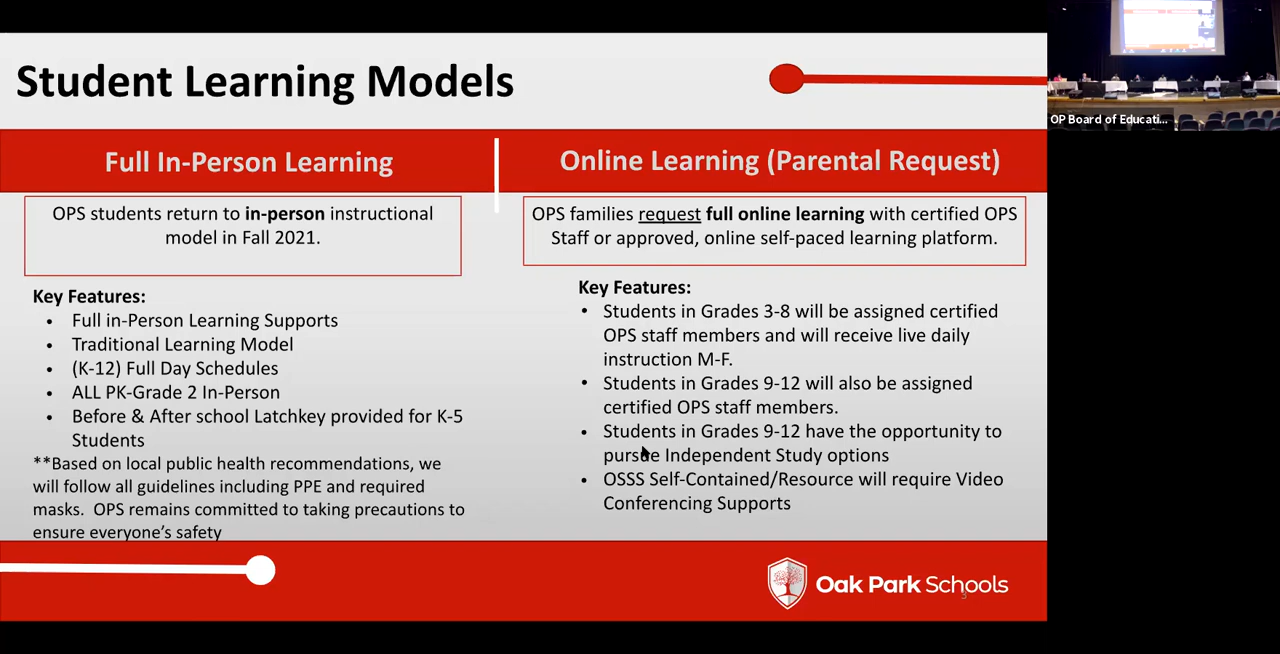 Student Learning Models
OP Board of Educati...
Full In-Person Learning
OPS students return to in-person instructional
model in Fall 2021.
Key Features:
• Full in-Person Learning Supports
• Traditional Learning Model
• (K-12) Full Day Schedules
• ALL PK-Grade 2 In-Person
• Before & After school Latchkey provided for K-5
Students
**Based on local public health recommendations, we
will follow all guidelines including PPE and required
masks. OPS remains committed to taking precautions to
ensure everyone's safety
Online Learning (Parental Request)
OPS families request full online learning with certified OPS
Staff or approved, online self-paced learning platform.
Key Features:
• Students in Grades 3-8 will be assigned certified
OPS staff members and will receive live daily
instruction M-F.
• Students in Grades 9-12 will also be assigned
certified OPS staff members.
• Students in Grades 9-12 have the opportunity to
pursue Independent Study options
• OSSS Self-Contained/Resource will require Video
Conferencing Supports
Oak Park Schools
3